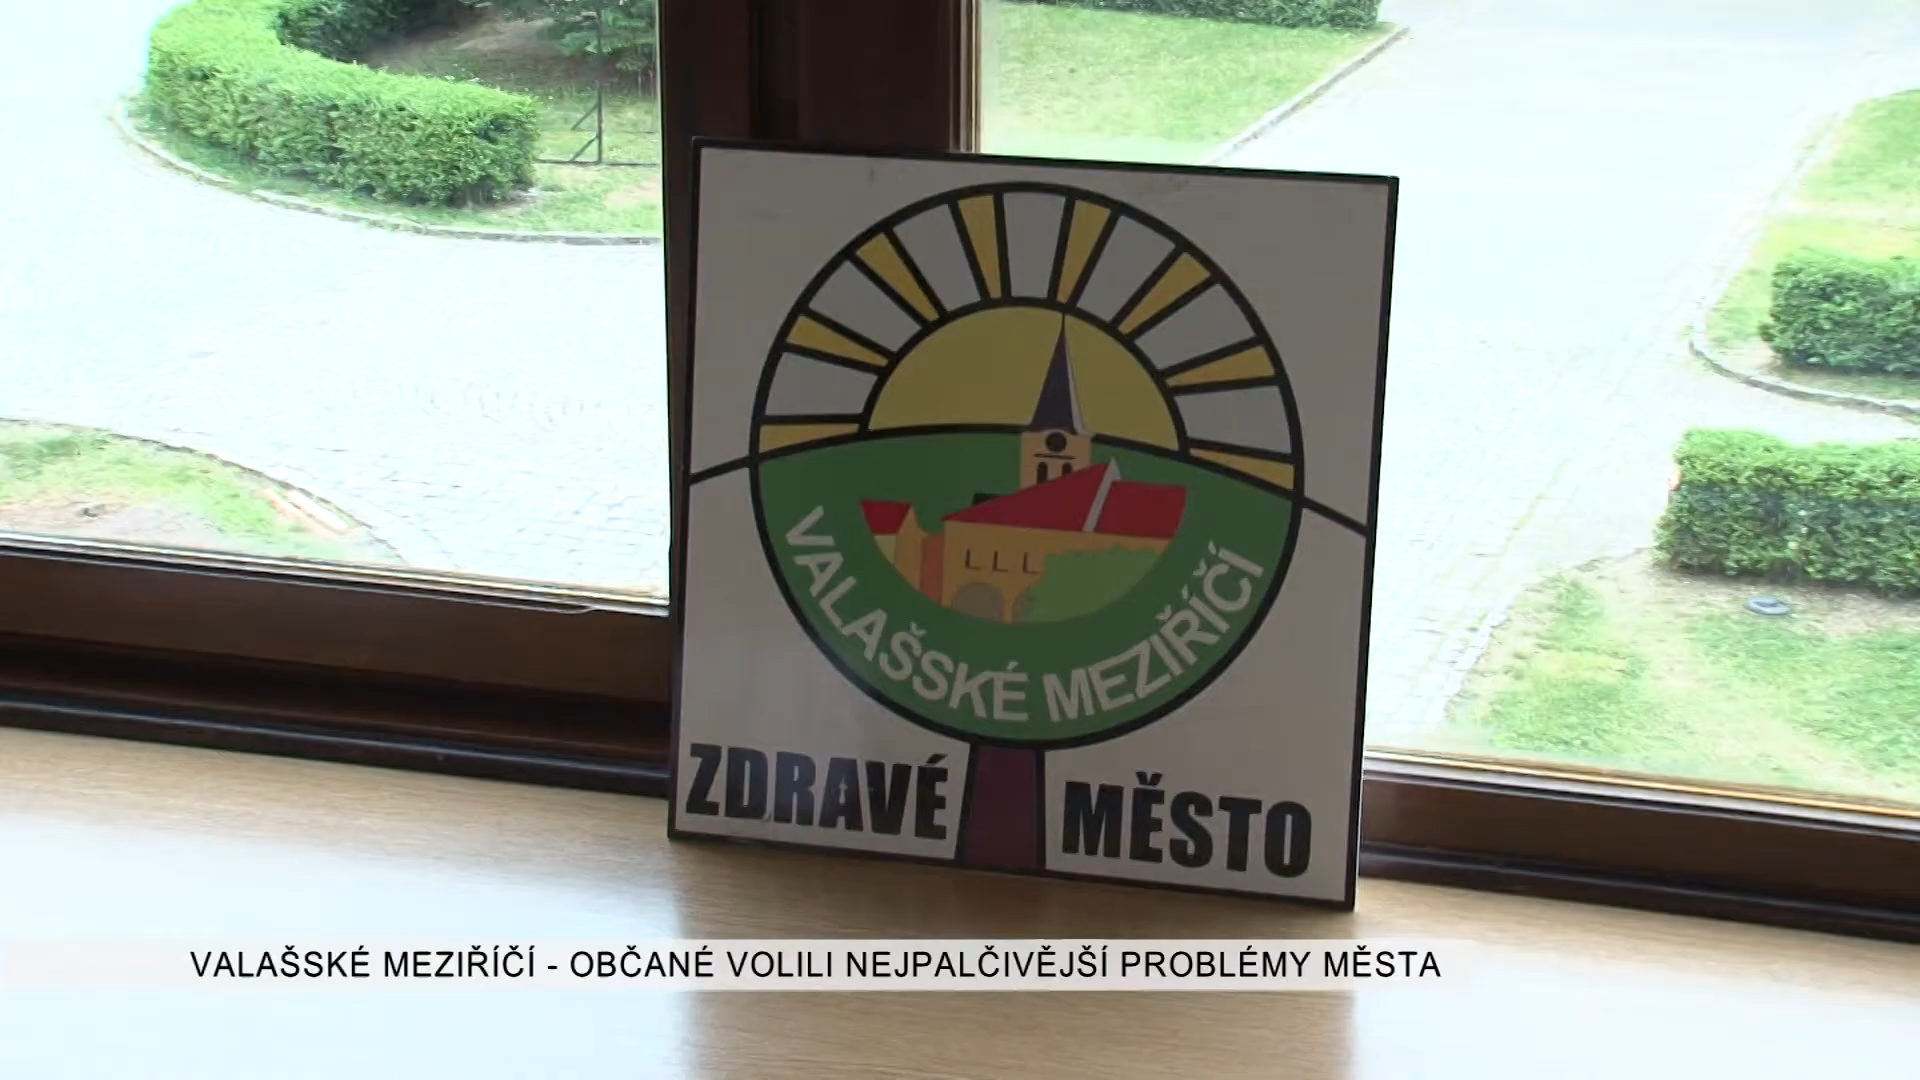 VALAŠSKÉ MEZIŘÍČÍ
ZDRAVÉ MĚSTO
VALAŠSKÉ MEZIŘÍČÍ - OBČANÉ VOLILI NEJPALČIVĚJŠÍ PROBLÉMY MĚSTA